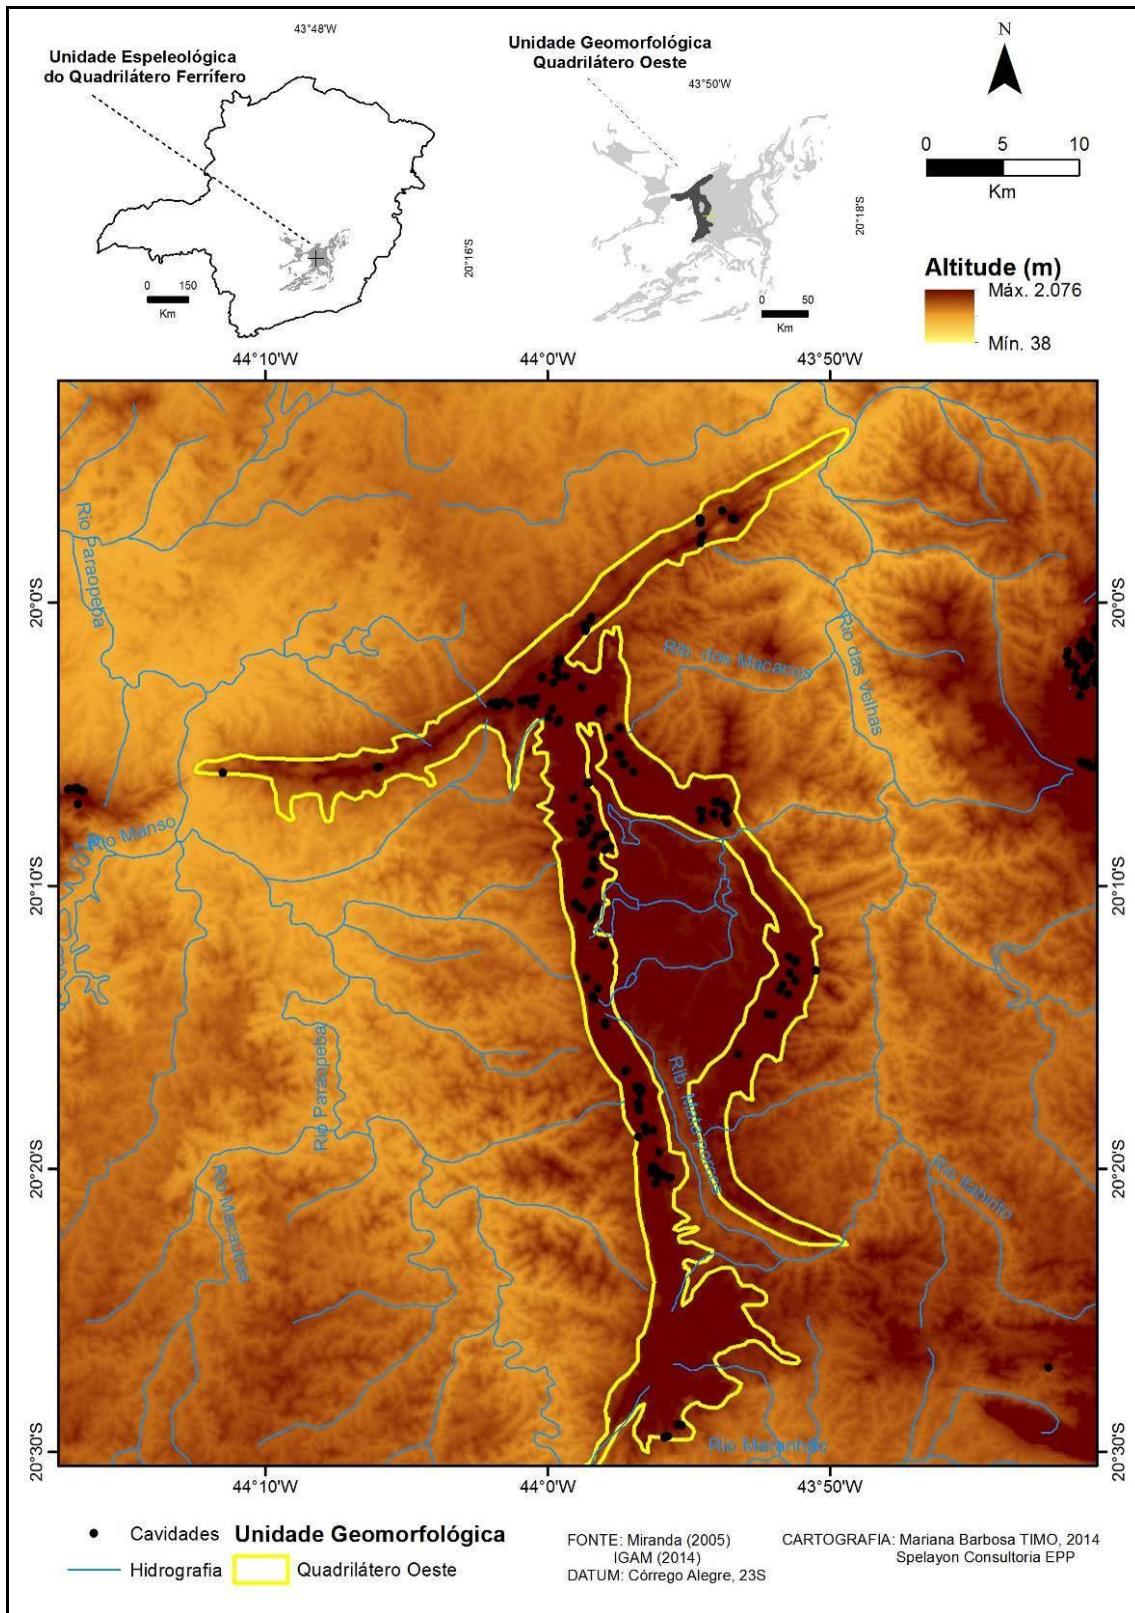 43°48'W
Unidade Espeleológica
do Quadrilátero Ferrífero
Unidade Geomorfológica
Quadrilátero Oeste
43°50'W
N
0 5 10
Km
20°16'S
20°18'S
0 150
Km
0 50
Km
Altitude (m)
Máx. 2.076
Mín. 38
44°10'W 44°0'W 43°50'W
Rio Paraopeba
20°0'S
20°0'S
Rib. dos Macacos
Rio das Velhas
Rio Manso
20°10'S
20°10'S
Rio Paraopeba
Rib. Mata porcos
20°20'S
20°20'S
Rio Itabirito
Rib Macaúbas
20°30'S
20°30'S
Rio Maranhão
44°10'W 44°0'W 43°50'W
Cavidades
Hidrografia
Unidade Geomorfológica
Quadrilátero Oeste
FONTE: Miranda (2005)
IGAM (2014)
DATUM: Córrego Alegre, 23S
CARTOGRAFIA: Mariana Barbosa TIMO, 2014
Spelayon Consultoria EPP